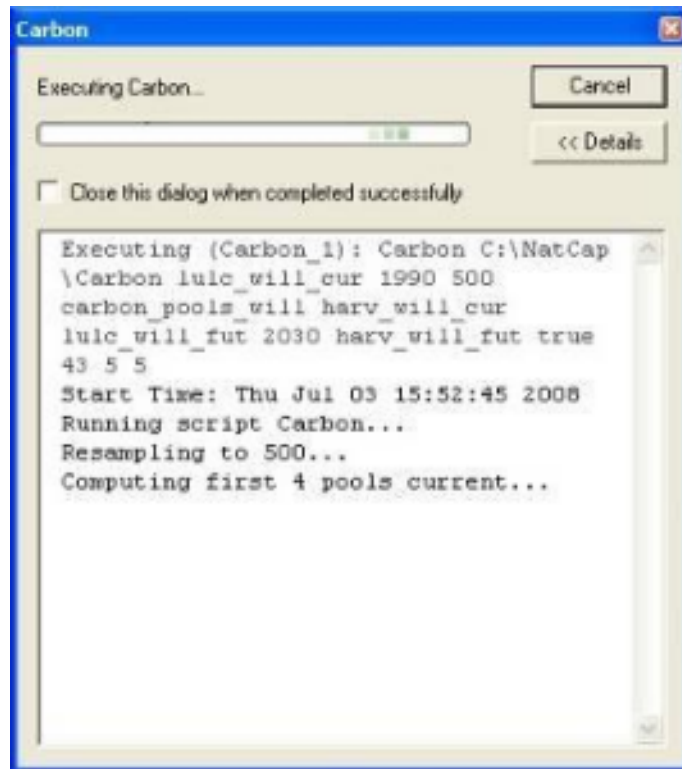 Carbon
Executing Carbon...
Cancel
<< Details
Close this dialog when completed successfully
Executing (Carbon_1): Carbon C:\NatCap
\Carbon lulc_will_cur 1990 500
carbon_pools_will harv_will_cur
lulc_will_fut 2030 harv_will_fut true
43 5 5
Start Time: Thu Jul 03 15:52:45 2008
Running script Carbon...
Resampling to 500...
Computing first 4 pools current...